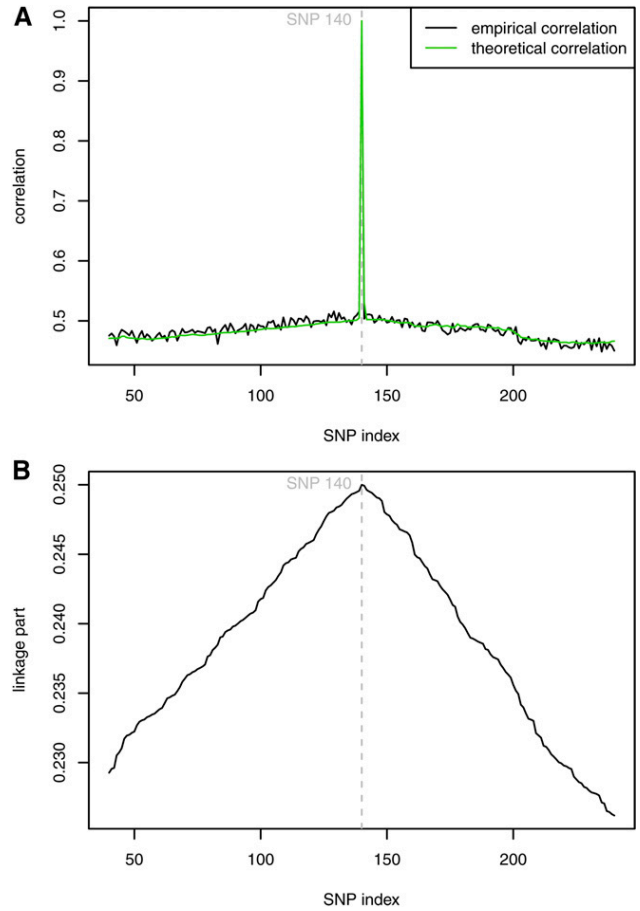 A
SNP 140
empirical correlation
theoretical correlation
1.0
0.9
0.8
0.7
0.6
0.5
correlation
50 100 150 200
SNP index
B
SNP 140
0.250
0.245
0.240
0.235
0.230
linkage part
50 100 150 200
SNP index